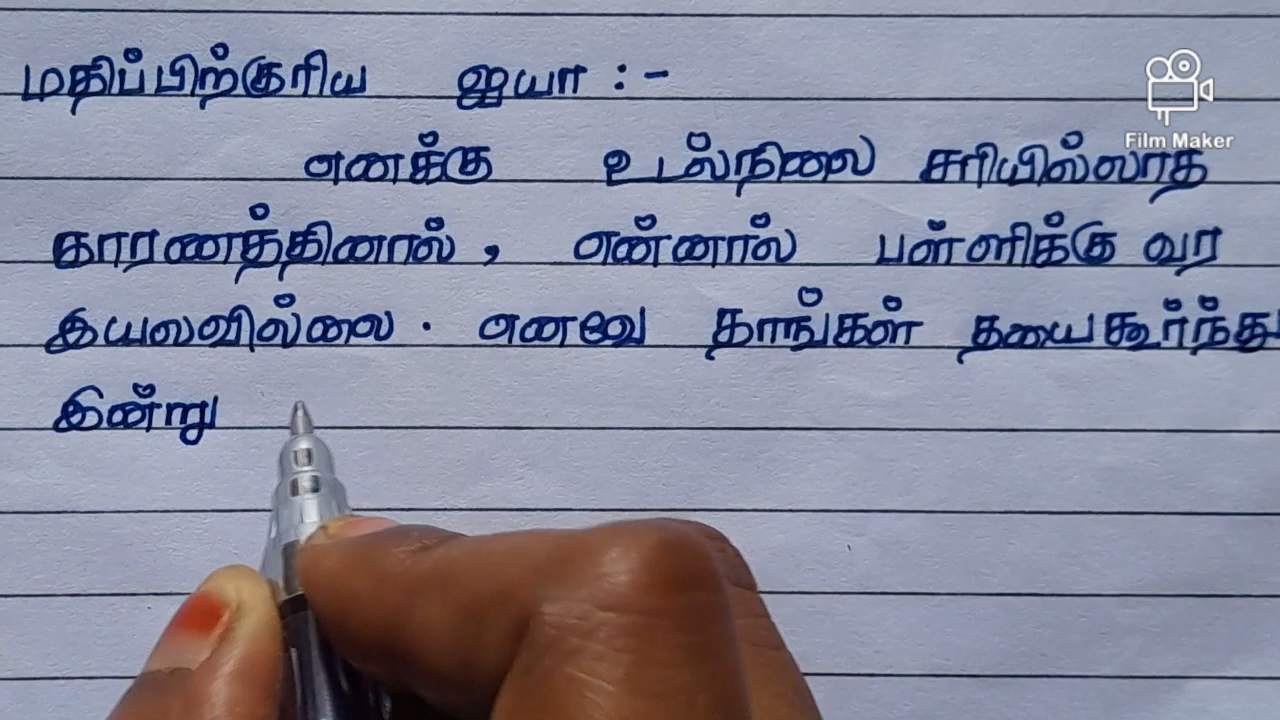 மதிப்பிற்குரிய ஐயா :-
Film Maker
எனக்கு உடல்நிலை சரியில்லாத
காரணத்தினால், என்னால் பள்ளிக்கு வர
இயலவில்லை. எனவே தாங்கள் தயைகூர்ந்து
இன்று